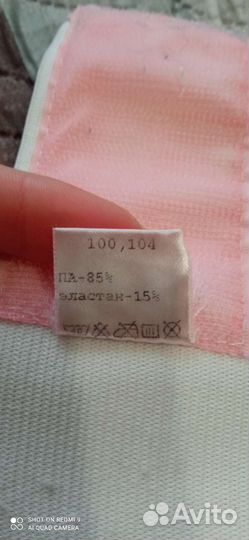 100,104
ПА-85%
эластан-15%
SHOT ON REDMI 9
AI QUAD CAMERA
Avito